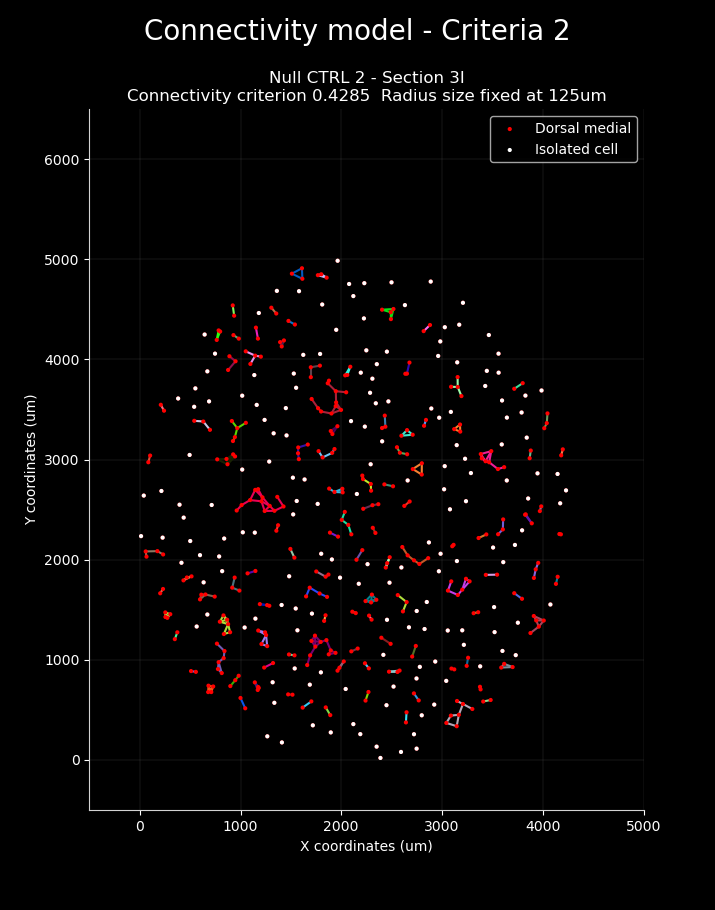 Connectivity model - Criteria 2
Null CTRL 2 - Section 3l
Connectivity criterion 0.4285  Radius size fixed at 125um
Dorsal medial
Isolated cell
6000
5000
4000
3000
2000
1000
0
Y coordinates (um)
0 1000 2000 3000 4000 5000
X coordinates (um)